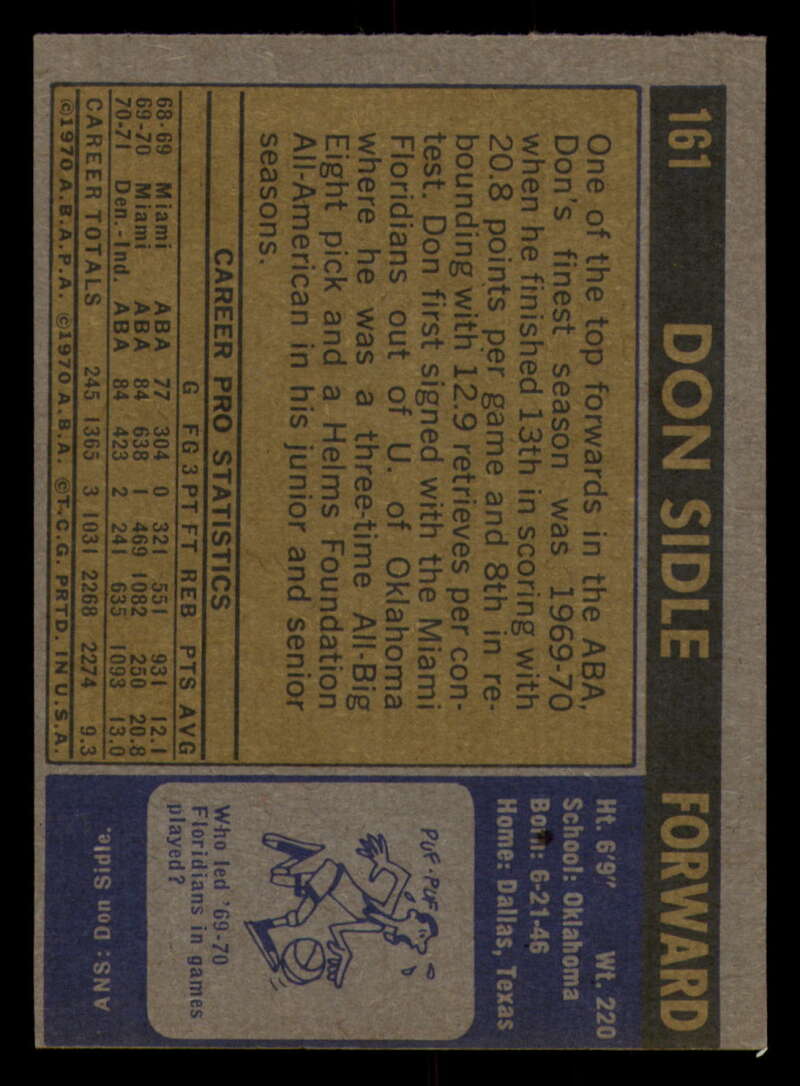 161 DON SIDLE FORWARD
One of the top forwards in the ABA,
Don's finest season was 1969-70
when he finished 13th in scoring with
20.8 points per game and 8th in re-
bounding with 12.9 retrieves per con-
test. Don first signed with the Miami
Floridians out of U. of Oklahoma
where he was a three-time All-Big
Eight pick and a Helms Foundation
All-American in his junior and senior
seasons.
CAREER PRO STATISTICS
G FG 3PT FT REB PTS AVG
68-69 Miami ABA 77 304 0 321 551 931 12.1
69-70 Miami ABA 84 638 1 469 1082 250 20.8
70-71 Den.-Ind. ABA 84 423 2 241 635 1093 13.0
CAREER TOTALS 245 1365 3 1031 2268 2274 9.3
©1970 A.B.A.P.A. ©1970 A.B.A. ©T.C.G. PRTD. IN U.S.A.
Ht. 6'9" Wt. 220
School: Oklahoma
Born: 6-21-46
Home: Dallas, Texas
PUF-PUF
Who led '69-70
Floridians in games
played?
ANS: Don Sidle.